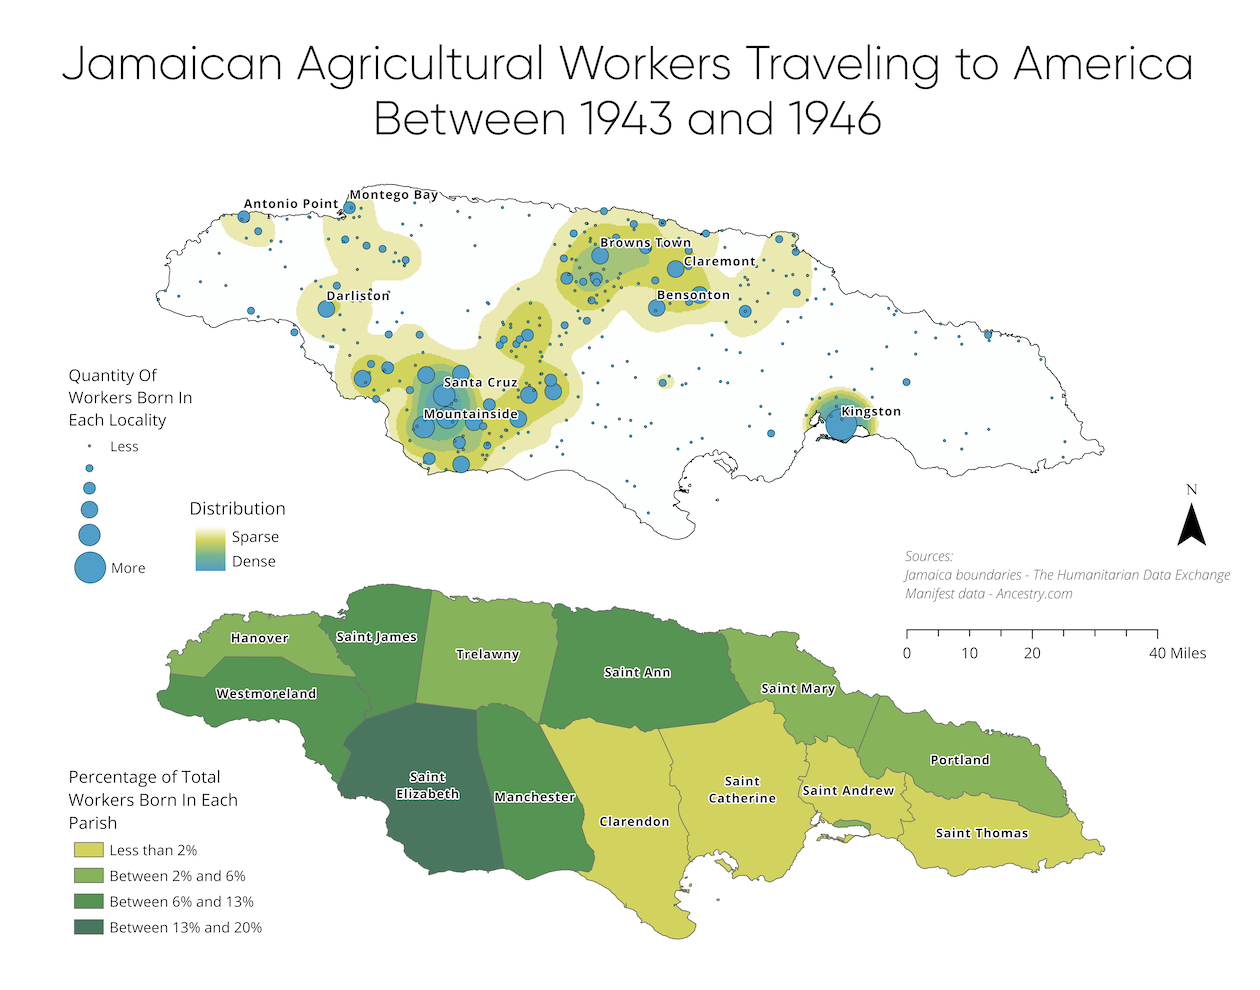 Jamaican Agricultural Workers Traveling to America
Between 1943 and 1946
Montego Bay
Antonio Point
Browns Town
Claremont
Darliston
Bensonton
Santa Cruz
Mountainside
Kingston
Quantity Of
Workers Born In
Each Locality
Less
More
Distribution
Sparse
Dense
N
Sources:
Jamaica boundaries - The Humanitarian Data Exchange
Manifest data - Ancestry.com
0 10 20 40 Miles
Hanover
Saint James
Trelawny
Saint Ann
Westmoreland
Saint Mary
Portland
Saint
Elizabeth
Manchester
Saint
Catherine
Saint Andrew
Clarendon
Saint Thomas
Percentage of Total
Workers Born In Each
Parish
Less than 2%
Between 2% and 6%
Between 6% and 13%
Between 13% and 20%